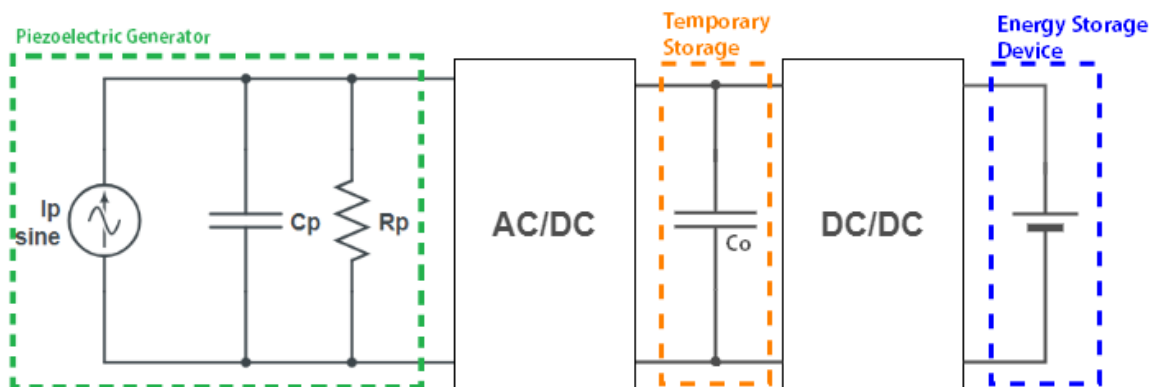 Piezoelectric Generator
Temporary
Storage
Energy Storage
Device
Ip
sine
Cp
Rp
AC/DC
Co
DC/DC